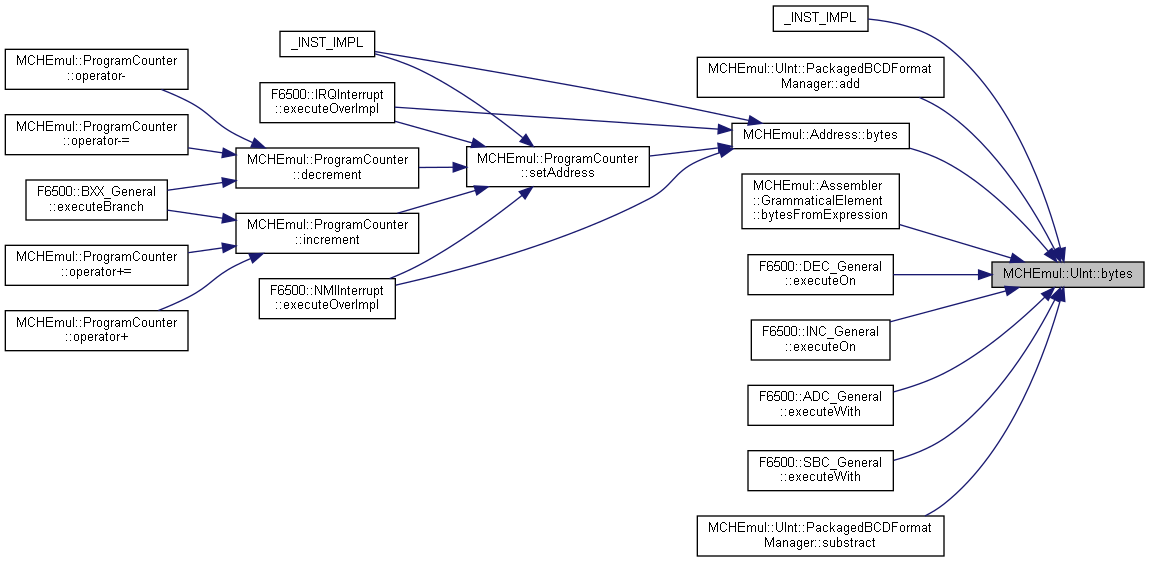 MCHEmul::ProgramCounter
::operator-
MCHEmul::ProgramCounter
::operator-=
F6500::BXX_General
::executeBranch
MCHEmul::ProgramCounter
::operator+=
MCHEmul::ProgramCounter
::operator+
_INST_IMPL
F6500::IRQInterrupt
::executeOverImpl
MCHEmul::ProgramCounter
::decrement
MCHEmul::ProgramCounter
::increment
F6500::NMIInterrupt
::executeOverImpl
MCHEmul::ProgramCounter
::setAddress
_INST_IMPL
MCHEmul::UInt::PackagedBCDFormat
Manager::add
MCHEmul::Address::bytes
MCHEmul::Assembler
::GrammaticalElement
::bytesFromExpression
F6500::DEC_General
::executeOn
F6500::INC_General
::executeOn
F6500::ADC_General
::executeWith
F6500::SBC_General
::executeWith
MCHEmul::UInt::PackagedBCDFormat
Manager::substract
MCHEmul::UInt::bytes